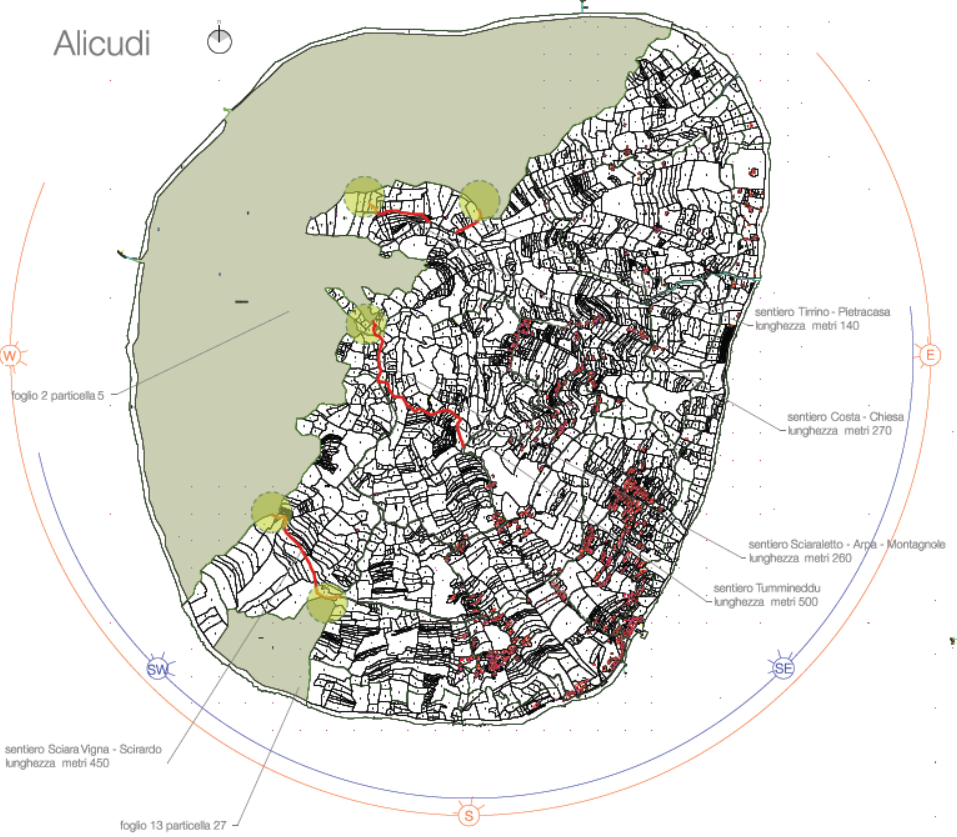 n
Alicudi
sentiero Tirrino - Pietracasa
lunghezza metri 140
W
E
foglio 2 particella 5
sentiero Costa - Chiesa
lunghezza metri 270
sentiero Sciaraletto - Arpa - Montagnole
lunghezza metri 260
sentiero Tummineddu
lunghezza metri 500
SW
SE
sentiero Sciara Vigna - Scirardo
lunghezza metri 450
S
foglio 13 particella 27